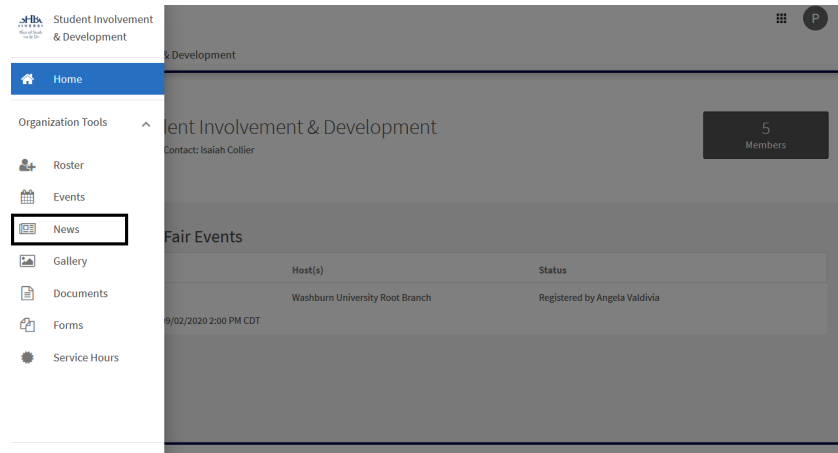 Student Involvement
& Development
P
& Development
Home
Organization Tools
dent Involvement & Development
Contact: Isaiah Collier
5
Members
Roster
Events
News
Fair Events
Gallery
Host(s)
Status
Documents
Washburn University Root Branch
Registered by Angela Valdivia
Forms
09/02/2020 2:00 PM CDT
Service Hours